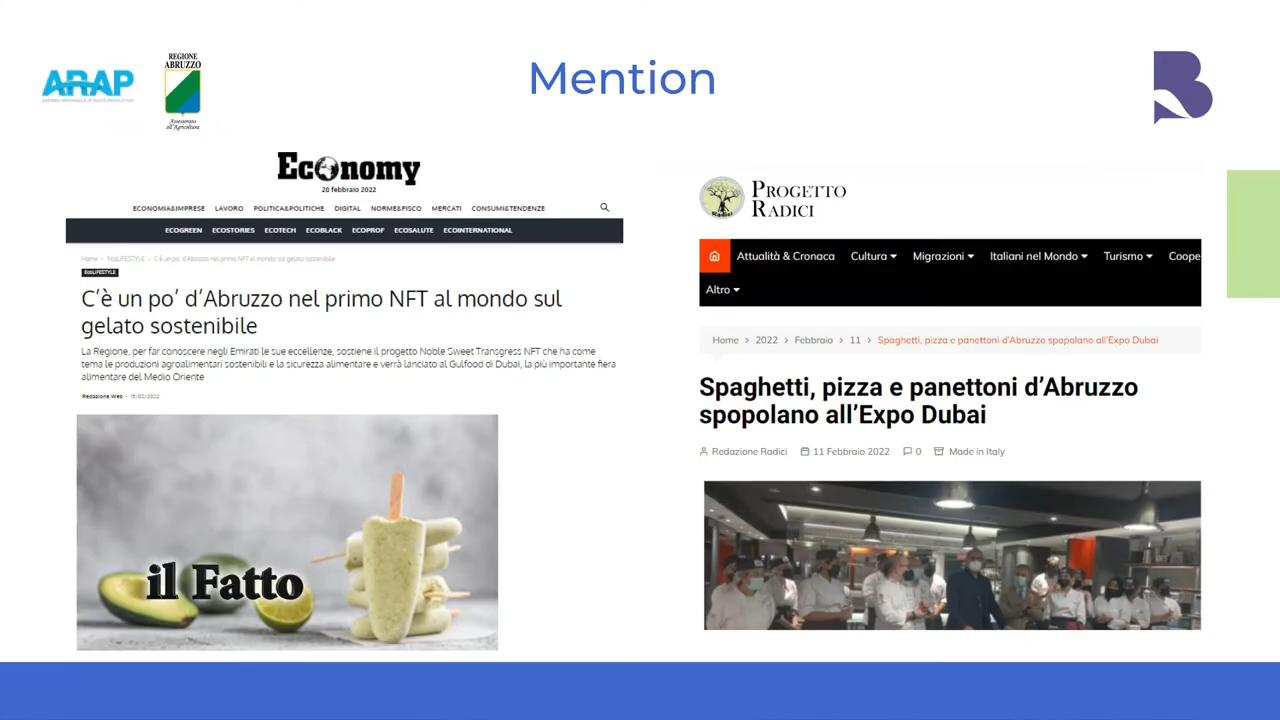 Mention
ARAP
REGIONE
ABRUZZO
Assessorato
all'Agricoltura
B
Economy
28 febbraio 2022
ECONOMIA&IMPRESE LAVORO POLITICA&POLITICHE DIGITAL NORME&FISCO MERCATI CONSUMI&TENDENZE
ECOGREEN ECOSTORIES ECOTECH ECOBLACK ECOPROF ECOSALUTE ECOINTERNATIONAL
Home › EcoLIFESTYLE › C'è un po' d'Abruzzo nel primo NFT al mondo sul gelato sostenibile
EcoLIFESTYLE
C'è un po' d'Abruzzo nel primo NFT al mondo sul
gelato sostenibile
La Regione, per far conoscere negli Emirati le sue eccellenze, sostiene il progetto Noble Sweet Transgress NFT che ha come
tema le produzioni agroalimentari sostenibili e la sicurezza alimentare e verrà lanciato al Gulfood di Dubai, la più importante fiera
alimentare del Medio Oriente
Redazione Web - 15/02/2022
il Fatto
PROGETTO
RADICI
Radici
Attualità & Cronaca Cultura Migrazioni Italiani nel Mondo Turismo Coope
Altro
Home > 2022 > Febbraio > 11 > Spaghetti, pizza e panettoni d'Abruzzo spopolano all'Expo Dubai
Spaghetti, pizza e panettoni d'Abruzzo
spopolano all'Expo Dubai
Redazione Radici 11 Febbraio 2022 0 Made in Italy